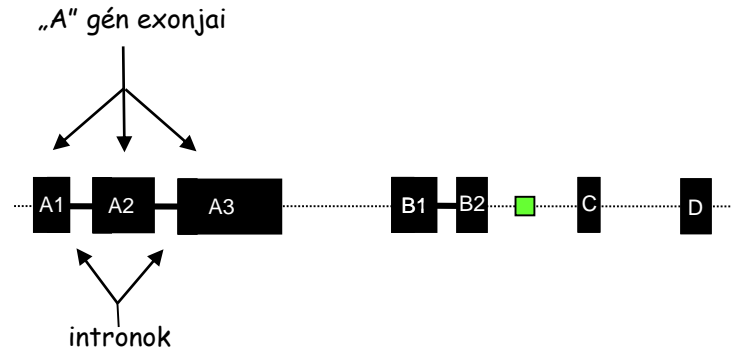 „A” gén exonjai
A1 A2 A3 B1 B2 C D
intronok